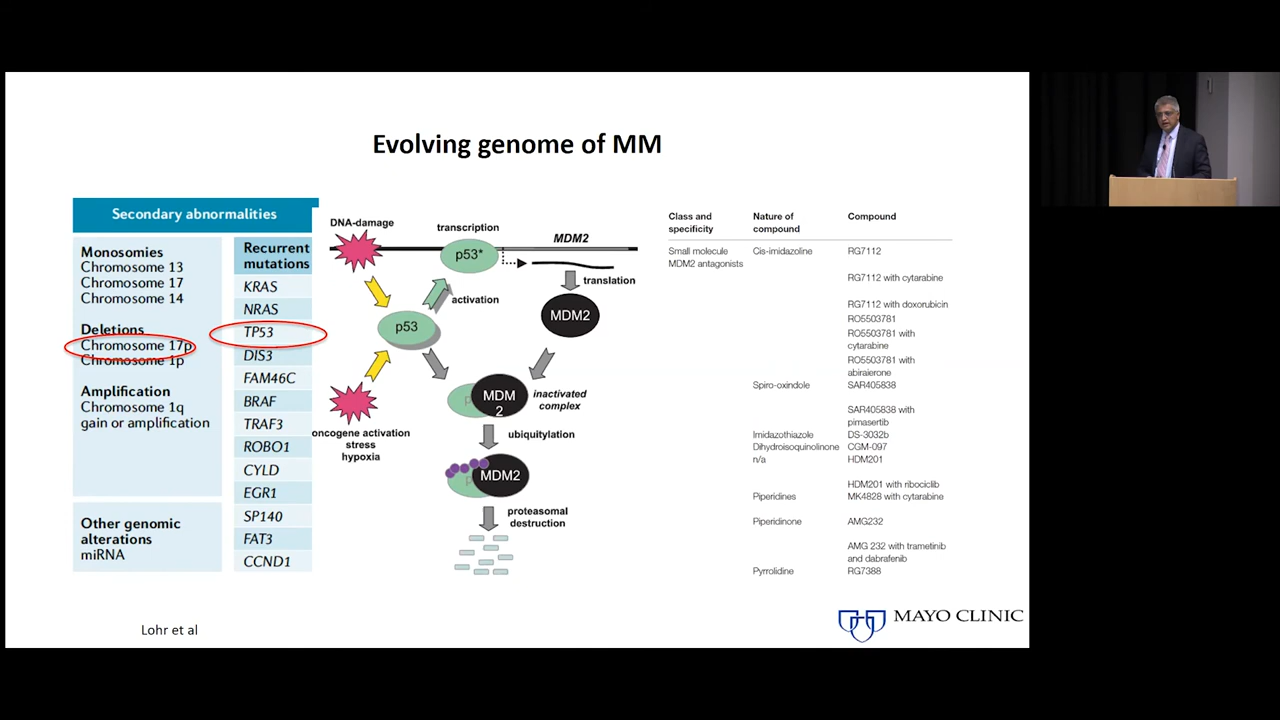 Evolving genome of MM
Secondary abnormalities
Monosomies
Chromosome 13
Chromosome 17
Chromosome 14
Deletions
Chromosome 17p
Chromosome 1p
Amplification
Chromosome 1q
gain or amplification
Other genomic
alterations
miRNA
Recurrent
mutations
KRAS
NRAS
TP53
DIS3
FAM46C
BRAF
TRAF3
ROBO1
CYLD
EGR1
SP140
FAT3
CCND1
DNA-damage
transcription
MDM2
p53*
translation
activation
p53
MDM2
oncogene activation
stress
hypoxia
p
MDM
2
inactivated
complex
ubiquitylation
p
MDM2
proteasomal
destruction
Class and
specificity
Nature of
compound
Compound
Small molecule
MDM2 antagonists
Cis-imidazoline
RG7112
RG7112 with cytarabine
RG7112 with doxorubicin
RO5503781
RO5503781 with
cytarabine
RO5503781 with
abiraierone
Spiro-oxindole
SAR405838
SAR405838 with
pimasertib
Imidazothiazole
DS-3032b
Dihydroisoquinolinone
CGM-097
n/a
HDM201
HDM201 with ribociclib
Piperidines
MK4828 with cytarabine
Piperidinone
AMG232
AMG 232 with trametinib
and dabrafenib
Pyrrolidine
RG7388
Lohr et al
MAYO CLINIC